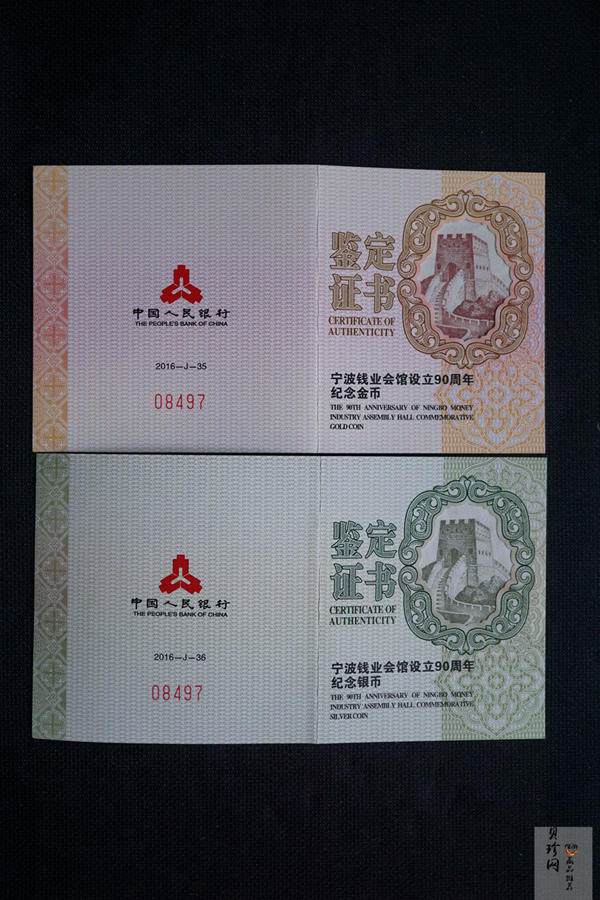 鉴定
证书
CERTIFICATE OF
AUTHENTICITY
中国人民银行
THE PEOPLE'S BANK OF CHINA
2016-J-35
08497
宁波钱业会馆设立90周年
纪念金币
THE 90TH ANNIVERSARY OF NINGBO MONEY
INDUSTRY ASSEMBLY HALL COMMEMORATIVE
GOLD COIN
鉴定
证书
CERTIFICATE OF
AUTHENTICITY
中国人民银行
THE PEOPLE'S BANK OF CHINA
2016-J-36
08497
宁波钱业会馆设立90周年
纪念银币
THE 90TH ANNIVERSARY OF NINGBO MONEY
INDUSTRY ASSEMBLY HALL COMMEMORATIVE
SILVER COIN
贝珍网
藏品推荐